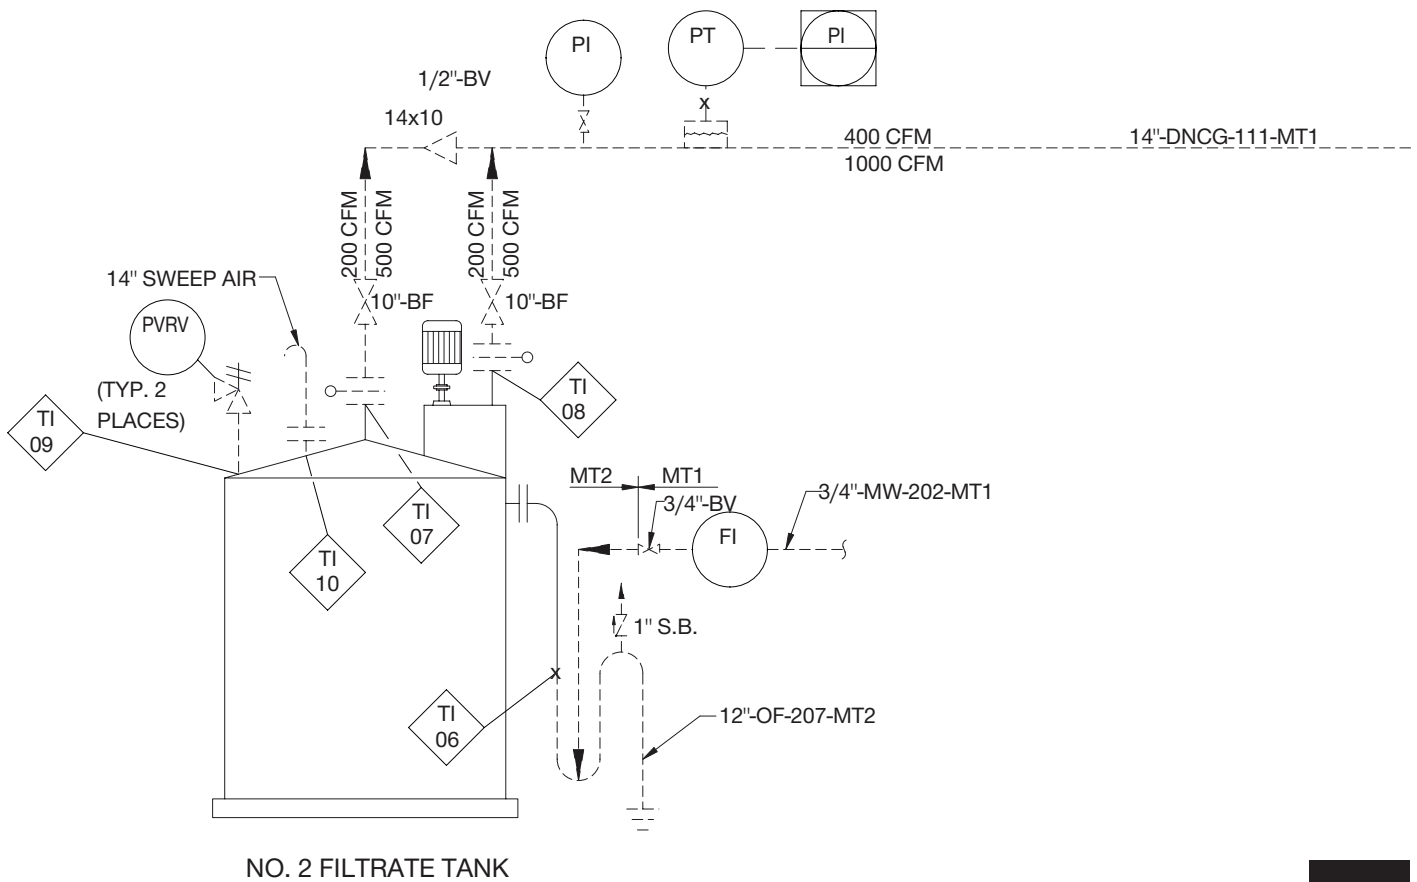 PI
PT
PI
1/2"-BV
14x10
400 CFM
14"-DNCG-111-MT1
1000 CFM
200 CFM
500 CFM
200 CFM
500 CFM
14" SWEEP AIR
10"-BF
10"-BF
PVRV
(TYP. 2
PLACES)
TI
09
TI
08
MT2
MT1
3/4"-BV
3/4"-MW-202-MT1
TI
07
FI
TI
10
1" S.B.
x
x
TI
06
12"-OF-207-MT2
NO. 2 FILTRATE TANK